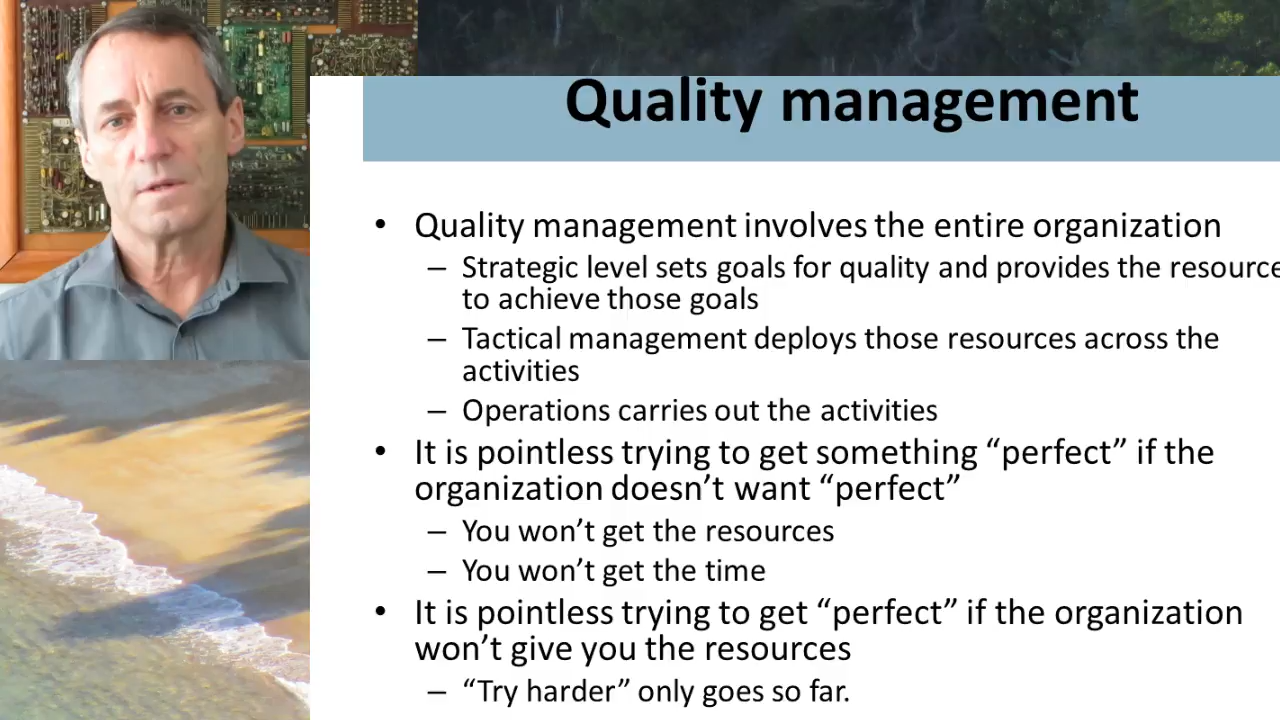 Quality management
• Quality management involves the entire organization
– Strategic level sets goals for quality and provides the resource
to achieve those goals
– Tactical management deploys those resources across the
activities
– Operations carries out the activities
• It is pointless trying to get something “perfect” if the
organization doesn’t want “perfect”
– You won’t get the resources
– You won’t get the time
• It is pointless trying to get “perfect” if the organization
won’t give you the resources
– “Try harder” only goes so far.